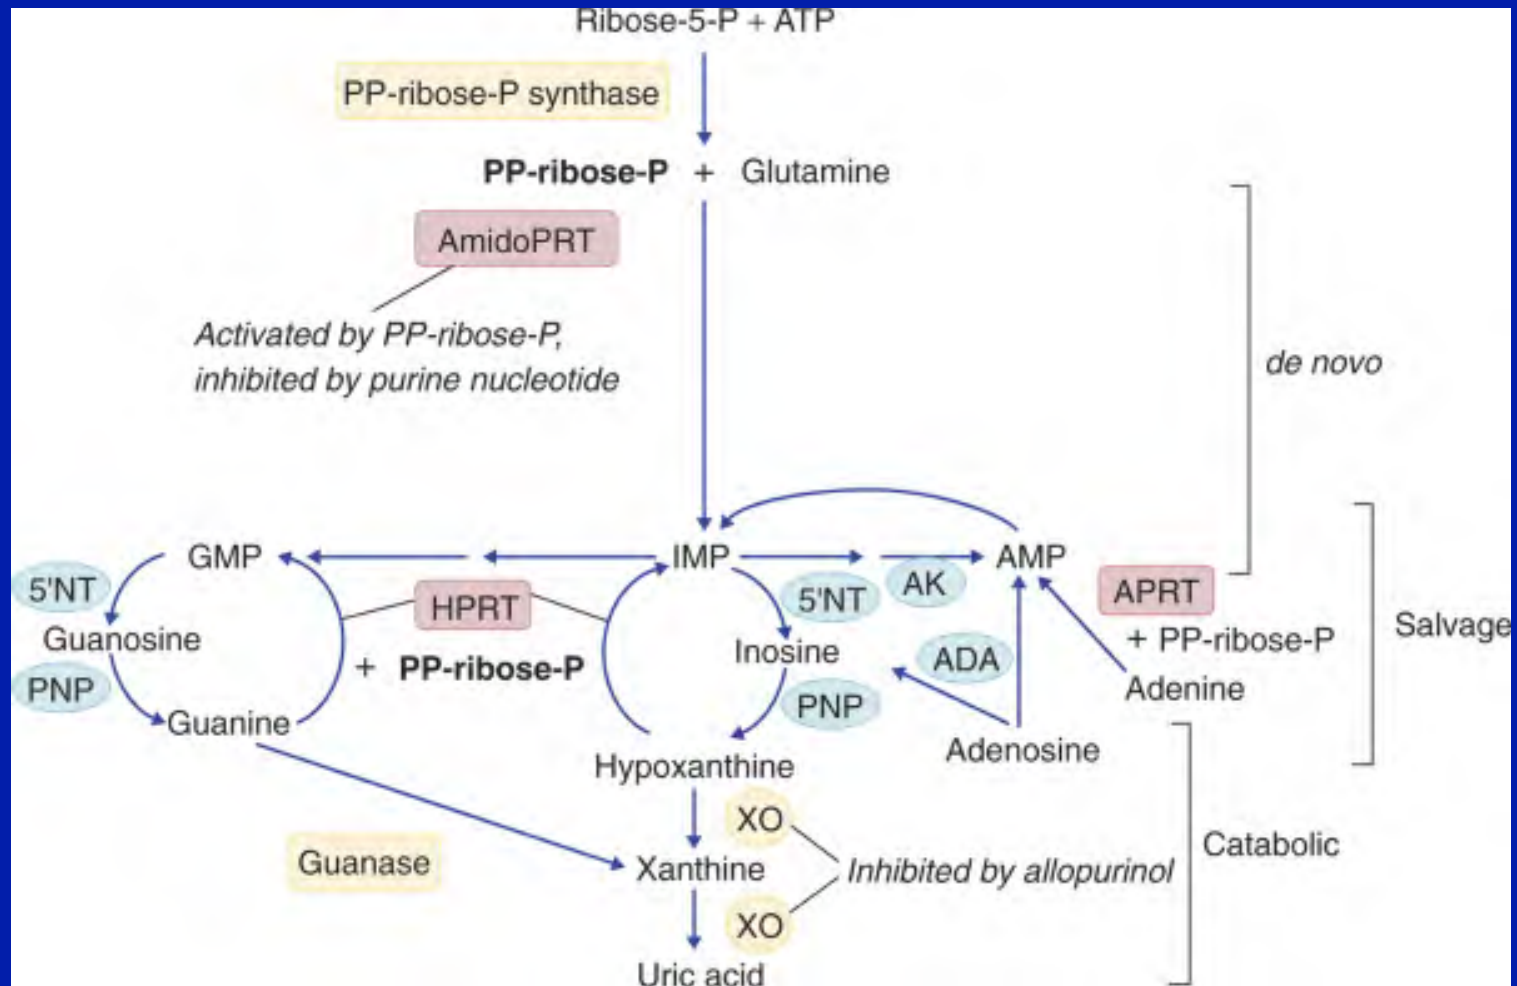 Ribose-5-P + ATP
PP-ribose-P synthase
PP-ribose-P + Glutamine
AmidoPRT
Activated by PP-ribose-P,
inhibited by purine nucleotide
de novo
GMP
IMP
AMP
5'NT
HPRT
5'NT
AK
APRT
Guanosine
+ PP-ribose-P
Inosine
ADA
+ PP-ribose-P
Salvage
PNP
PNP
Adenine
Guanine
Hypoxanthine
Adenosine
XO
Guanase
Xanthine
Inhibited by allopurinol
Catabolic
XO
Uric acid